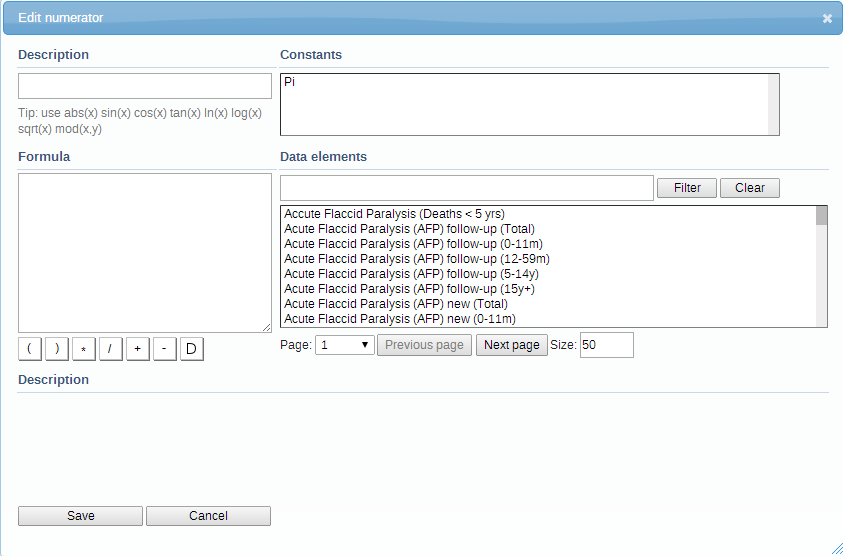 Edit numerator
Description
Constants
Pi
Tip: use abs(x) sin(x) cos(x) tan(x) ln(x) log(x)
sqrt(x) mod(x,y)
Formula
Data elements
Filter Clear
Accute Flaccid Paralysis (Deaths < 5 yrs)
Acute Flaccid Paralysis (AFP) follow-up (Total)
Acute Flaccid Paralysis (AFP) follow-up (0-11m)
Acute Flaccid Paralysis (AFP) follow-up (12-59m)
Acute Flaccid Paralysis (AFP) follow-up (5-14y)
Acute Flaccid Paralysis (AFP) follow-up (15y+)
Acute Flaccid Paralysis (AFP) new (Total)
Acute Flaccid Paralysis (AFP) new (0-11m)
( ) * / + - D
Page: 1 Previous page Next page Size: 50
Description
Save Cancel